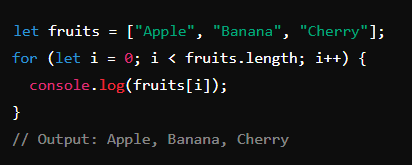 let fruits = ["Apple", "Banana", "Cherry"];
for (let i = 0; i < fruits.length; i++) {
  console.log(fruits[i]);
}
// Output: Apple, Banana, Cherry